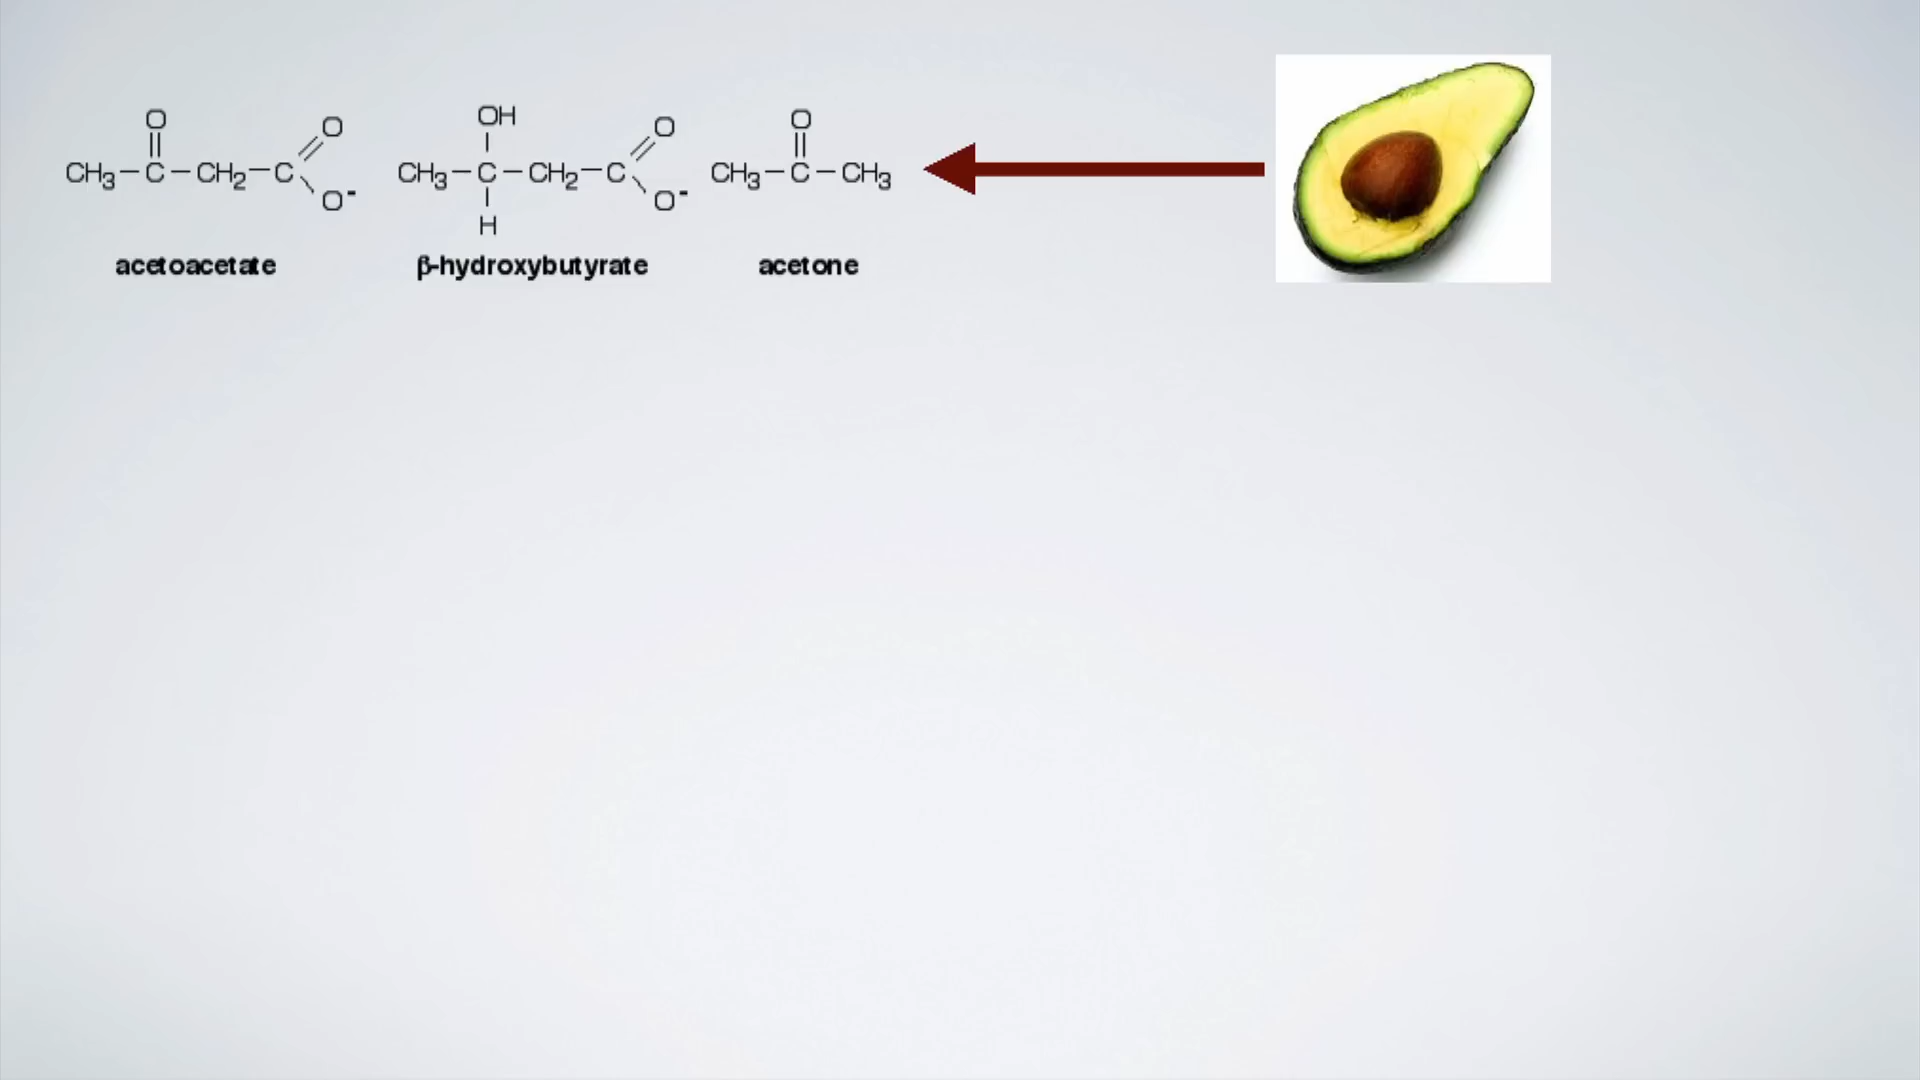 O OH O
O O
CH3-C-CH2-C CH3-C-CH2-C CH3-C-CH3
O- O-
H
acetoacetate β-hydroxybutyrate acetone